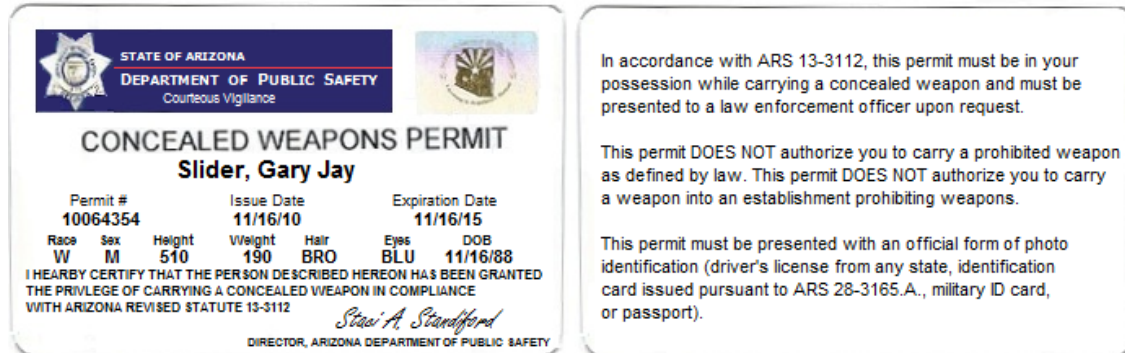 STATE OF ARIZONA
DEPARTMENT OF PUBLIC SAFETY
Courteous Vigilance
CONCEALED WEAPONS PERMIT
Slider, Gary Jay
Permit # Issue Date Expiration Date
10064354 11/16/10 11/16/15
Race Sex Height Weight Hair Eyes DOB
W M 510 190 BRO BLU 11/16/88
I HEARBY CERTIFY THAT THE PERSON DESCRIBED HEREON HAS BEEN GRANTED
THE PRIVLEGE OF CARRYING A CONCEALED WEAPON IN COMPLIANCE
WITH ARIZONA REVISED STATUTE 13-3112
Staci A. Standiford
DIRECTOR, ARIZONA DEPARTMENT OF PUBLIC SAFETY
In accordance with ARS 13-3112, this permit must be in your
possession while carrying a concealed weapon and must be
presented to a law enforcement officer upon request.
This permit DOES NOT authorize you to carry a prohibited weapon
as defined by law. This permit DOES NOT authorize you to carry
a weapon into an establishment prohibiting weapons.
This permit must be presented with an official form of photo
identification (driver's license from any state, identification
card issued pursuant to ARS 28-3165.A., military ID card,
or passport).